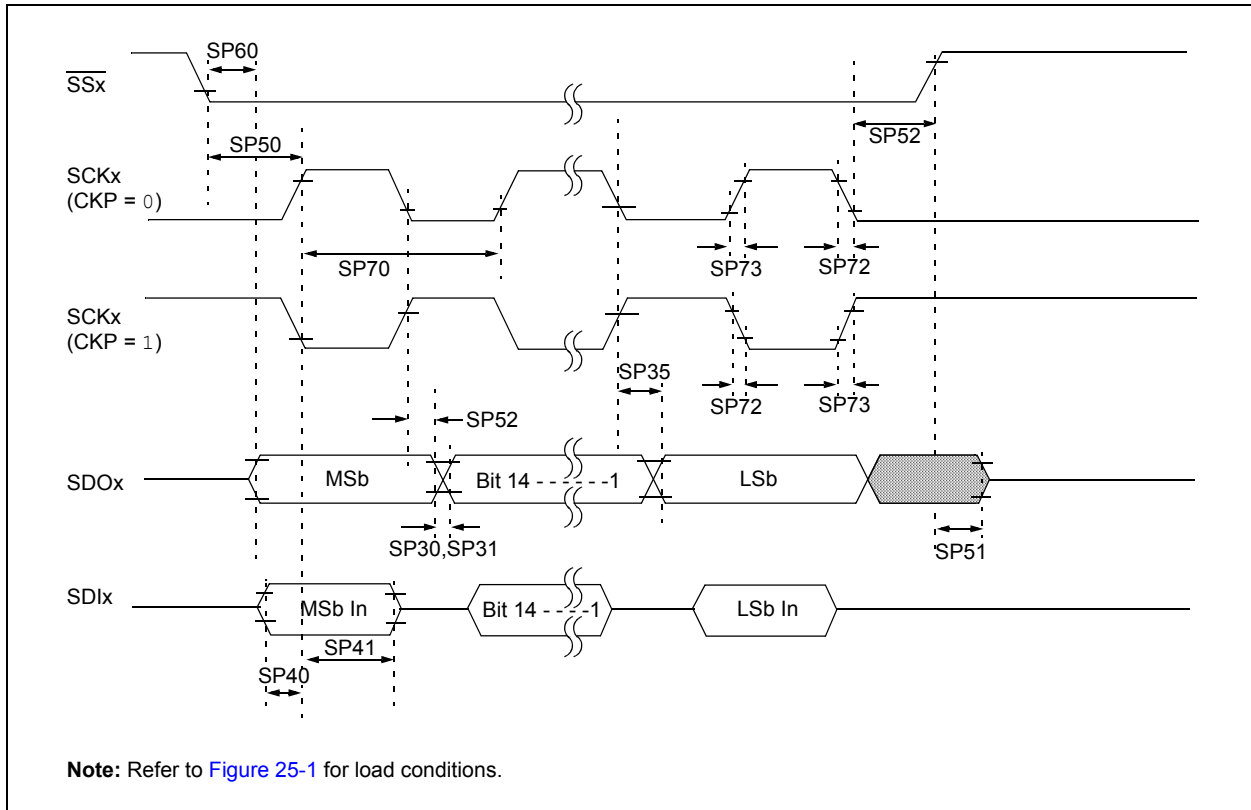 SP60
SSx
SP52
SP50
SCKx
(CKP = 0)
SP70
SP73
SP72
SCKx
(CKP = 1)
SP35
SP72
SP73
SP52
SDOx
MSb
Bit 14 - - - - - -1
LSb
SP30,SP31
SP51
SDIx
MSb In
Bit 14 - - - -1
LSb In
SP41
SP40
Note: Refer to Figure 25-1 for load conditions.